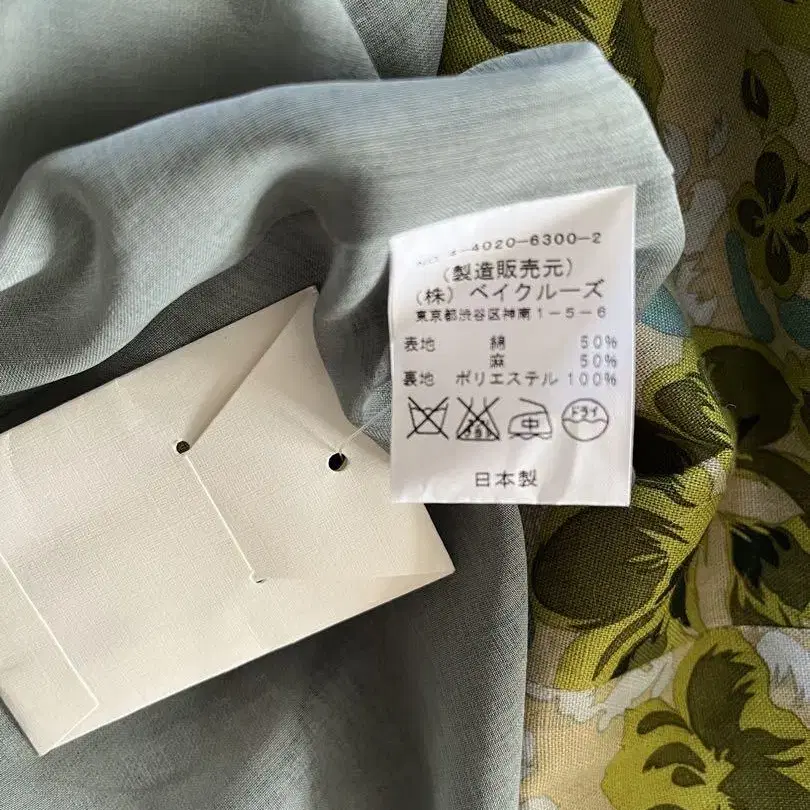 4020-6300-2
(製造販売元)
(株) ベイクルーズ
東京都渋谷区神南1-5-6
表地 綿 50%
麻 50%
裏地 ポリエステル 100%
中 ドライ
日本製